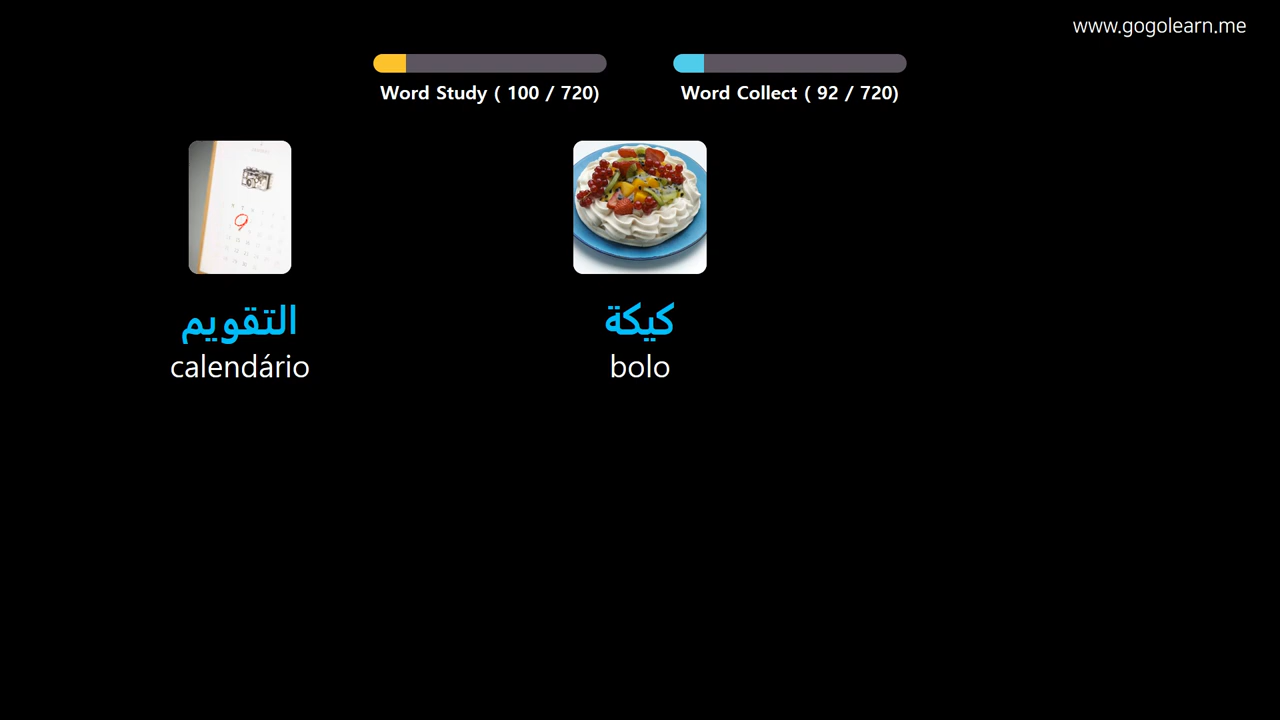 www.gogolearn.me
Word Study ( 100 / 720)
Word Collect ( 92 / 720)
التقويم
calendário
كيكة
bolo